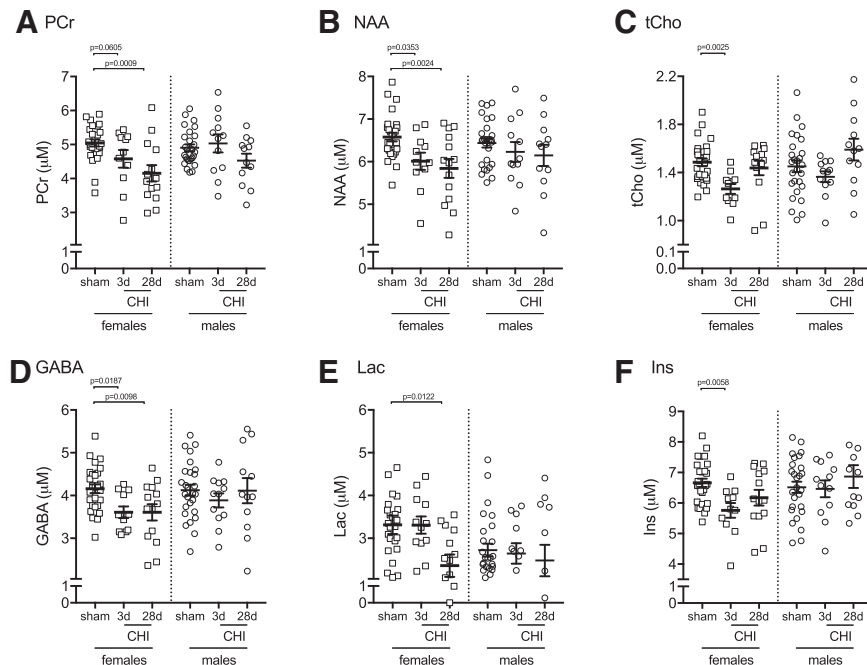 A PCr
p=0.0605
p=0.0009
PCr (μM)
7
6
5
4
3
1
0
sham 3d 28d sham 3d 28d
CHI CHI
females males
B NAA
p=0.0353
p=0.0024
NAA (μM)
8
7
6
5
1
0
sham 3d 28d sham 3d 28d
CHI CHI
females males
C tCho
p=0.0025
tCho (μM)
2.2
1.8
1.4
1.0
0.1
0.0
sham 3d 28d sham 3d 28d
CHI CHI
females males
D GABA
p=0.0187
p=0.0098
GABA (μM)
6
5
4
3
1
0
sham 3d 28d sham 3d 28d
CHI CHI
females males
E Lac
p=0.0122
Lac (μM)
6
5
4
3
1
0
sham 3d 28d sham 3d 28d
CHI CHI
females males
F Ins
p=0.0058
Ins (μM)
9
8
7
6
5
4
1
0
sham 3d 28d sham 3d 28d
CHI CHI
females males